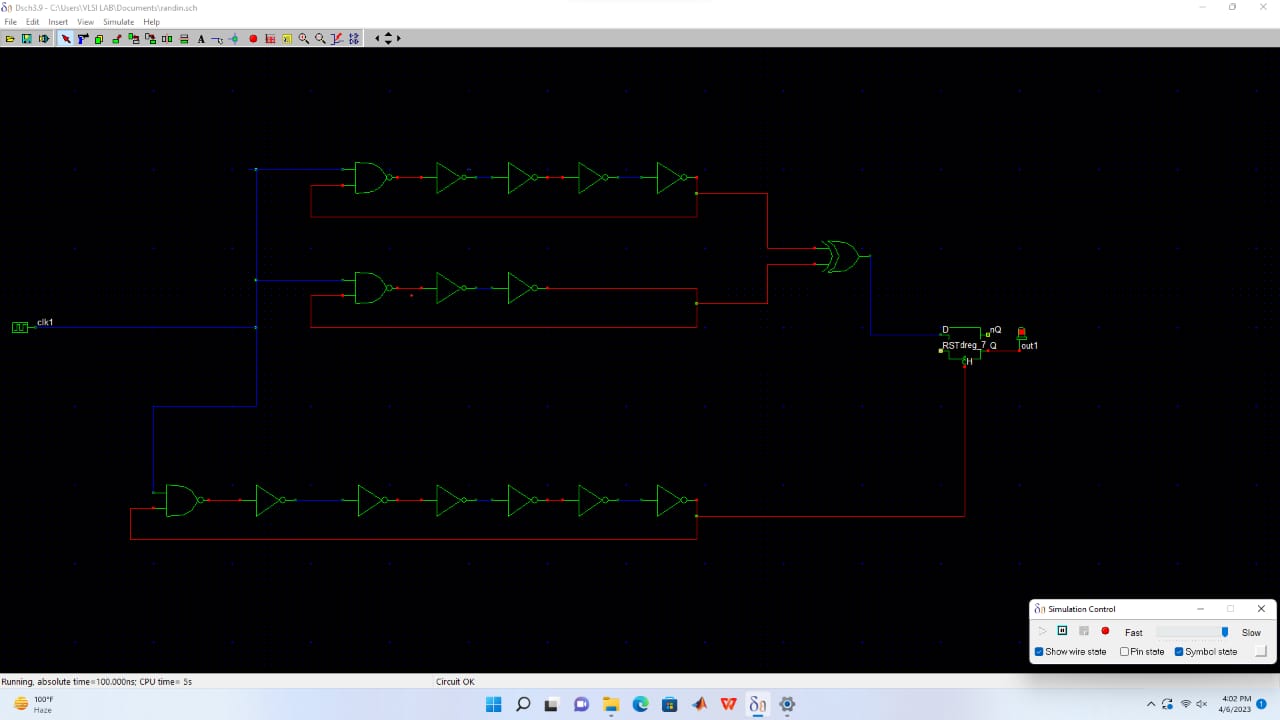 Dsch3.9 - C:\Users\VLSI LAB\Documents\randin.sch
File Edit Insert View Simulate Help
A
clk1
D nQ
RST dreg_7 Q out1
H
Simulation Control
Fast Slow
Show wire state Pin state Symbol state
Running, absolute time=100.000ns; CPU time= 5s Circuit OK
100°F
Haze
4:02 PM
4/6/2023
1